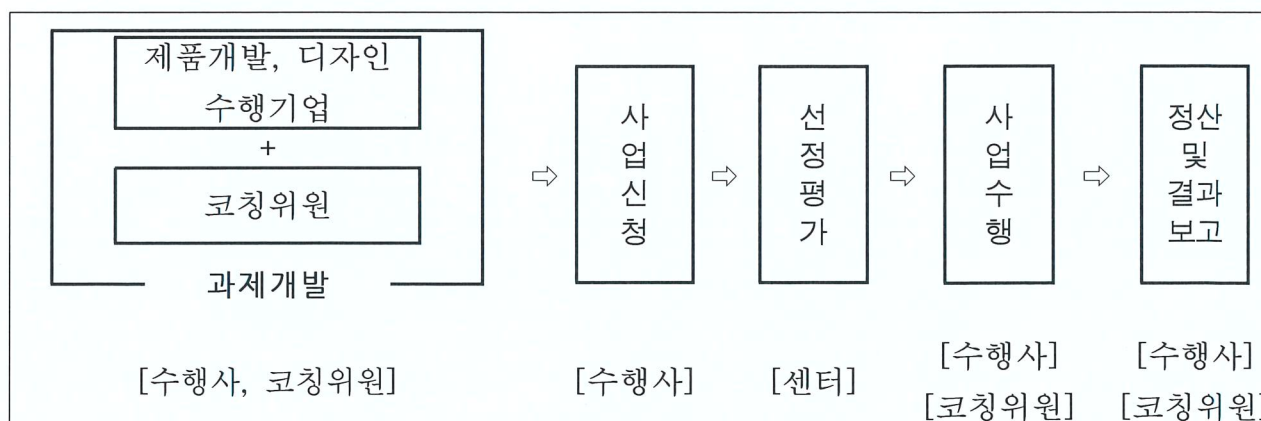 제품개발, 디자인
수행기업
+
코칭위원
과제개발
[수행사, 코칭위원]
⇨
사
업
신
청
[수행사]
⇨
선
정
평
가
[센터]
⇨
사
업
수
행
[수행사]
[코칭위원]
⇨
정산
및
결과
보고
[수행사]
[코칭위원]